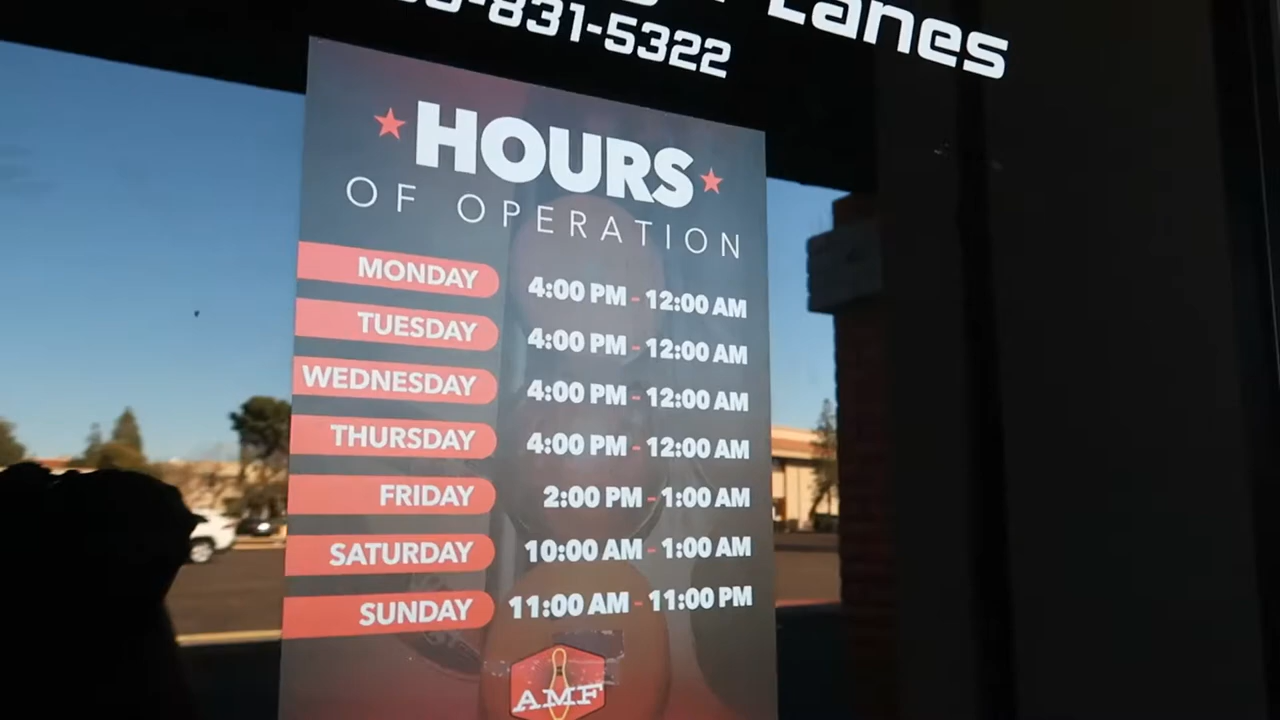 Lanes
-831-5322
HOURS
OF OPERATION
MONDAY 4:00 PM - 12:00 AM
TUESDAY 4:00 PM - 12:00 AM
WEDNESDAY 4:00 PM - 12:00 AM
THURSDAY 4:00 PM - 12:00 AM
FRIDAY 2:00 PM - 1:00 AM
SATURDAY 10:00 AM - 1:00 AM
SUNDAY 11:00 AM - 11:00 PM
AMF